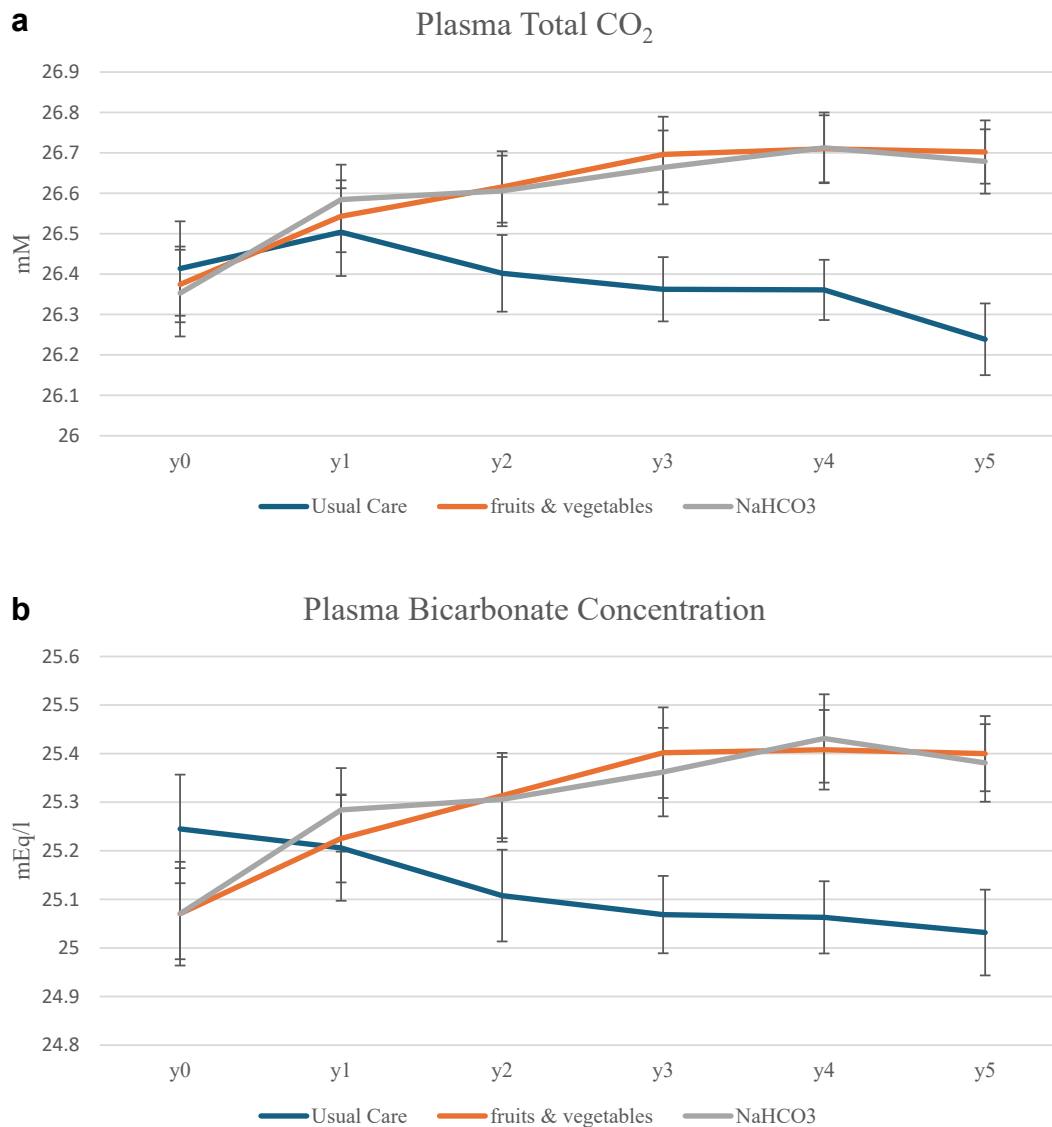 a
Plasma Total CO₂
26.9
26.8
26.7
26.6
26.5
26.4
26.3
26.2
26.1
26
mM
y0 y1 y2 y3 y4 y5
Usual Care fruits & vegetables NaHCO3
b
Plasma Bicarbonate Concentration
25.6
25.5
25.4
25.3
25.2
25.1
25
24.9
24.8
mEq/l
y0 y1 y2 y3 y4 y5
Usual Care fruits & vegetables NaHCO3